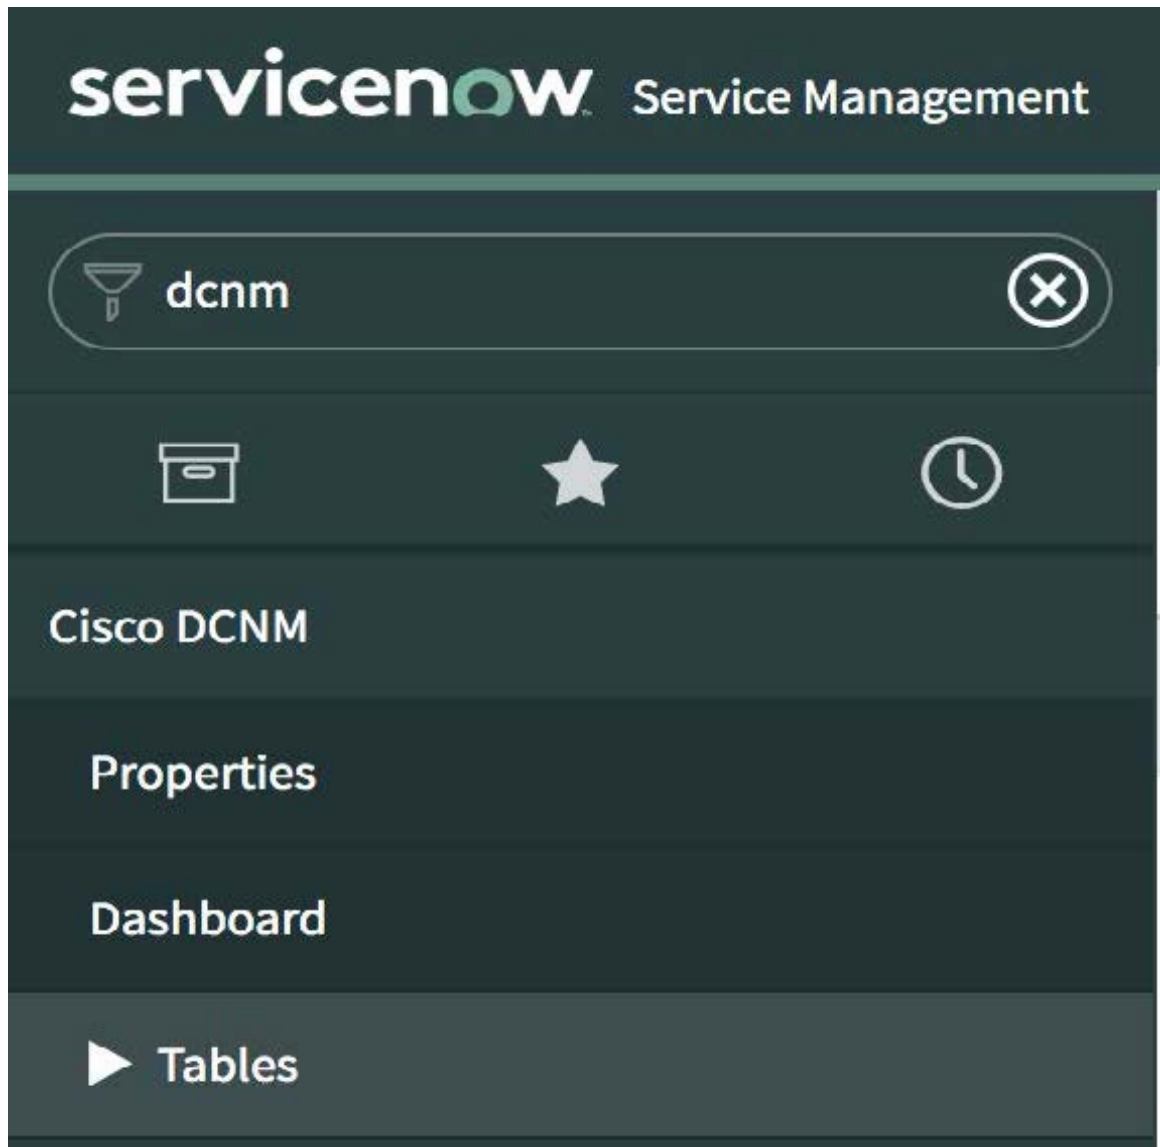 servicenow Service Management
dcnm
Cisco DCNM
Properties
Dashboard
Tables